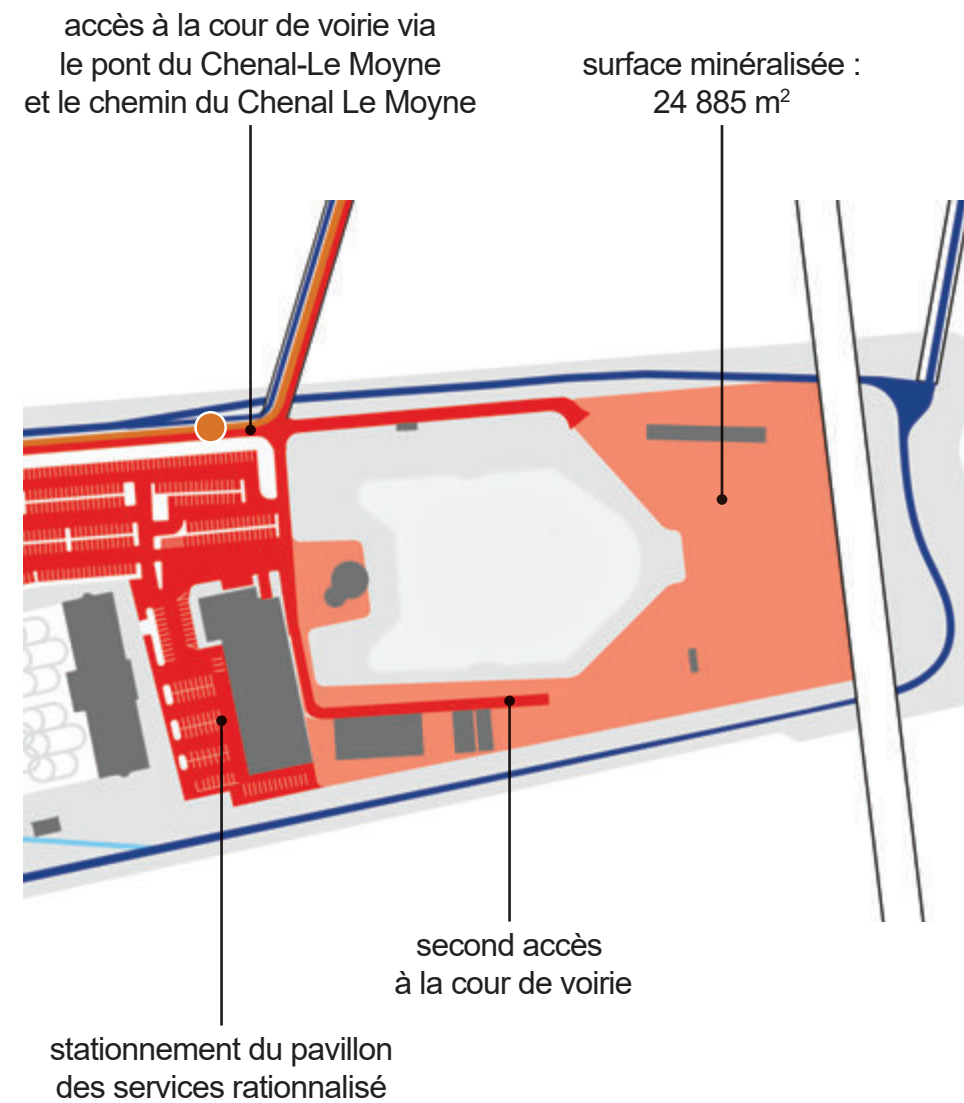 accès à la cour de voirie via
le pont du Chenal-Le Moyne
et le chemin du Chenal Le Moyne
surface minéralisée :
24 885 m²
second accès
à la cour de voirie
stationnement du pavillon
des services rationnalisé